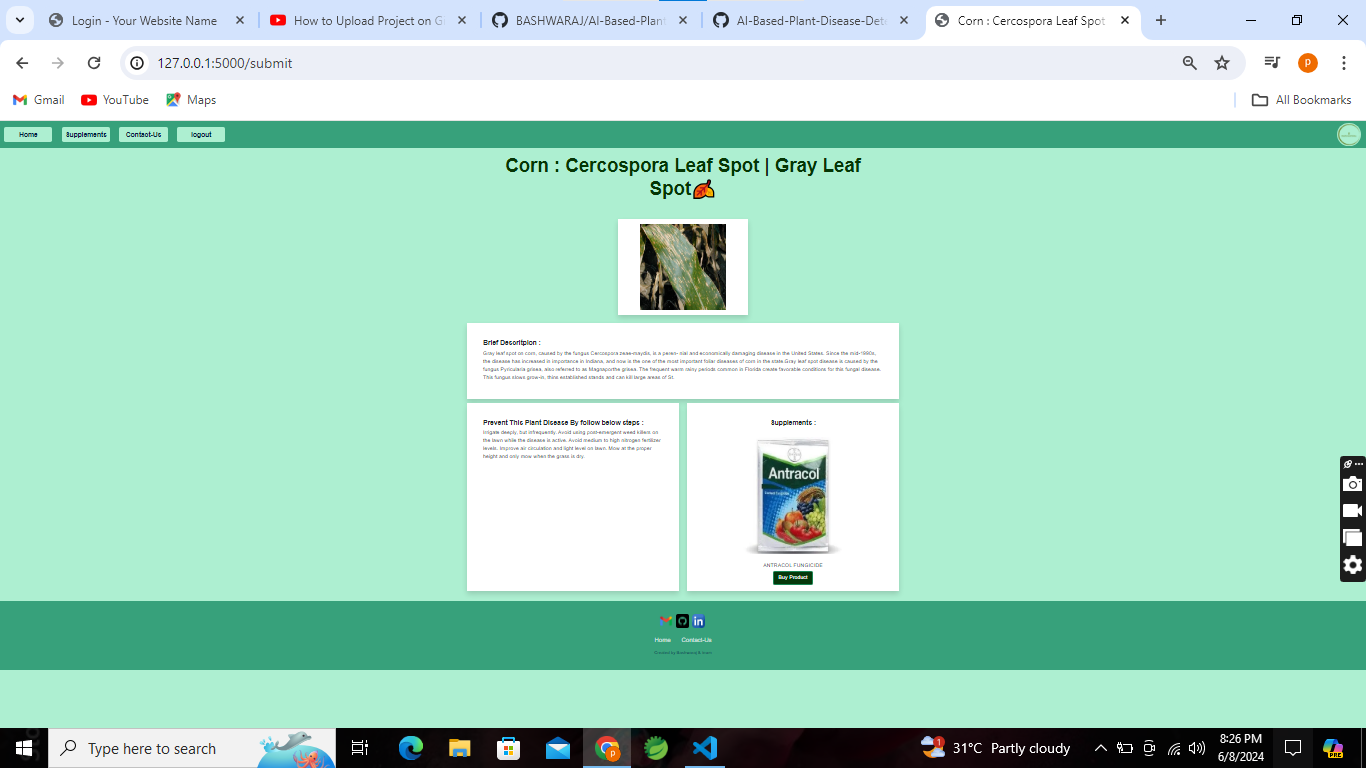 Login - Your Website Name
How to Upload Project on Gi
BASHWARAJ/AI-Based-Plant
AI-Based-Plant-Disease-Dete
Corn : Cercospora Leaf Spot
127.0.0.1:5000/submit
P
Gmail
YouTube
Maps
All Bookmarks
Home
Supplements
Contact-Us
logout
Corn : Cercospora Leaf Spot | Gray Leaf
Spot🍂
Brief Descritpion :
Gray leaf spot on corn, caused by the fungus Cercospora zeae-maydis, is a peren- nial and economically damaging disease in the United States. Since the mid-1990s,
the disease has increased in importance in Indiana, and now is the one of the most important foliar diseases of corn in the state.Gray leaf spot disease is caused by the
fungus Pyricularia grisea, also referred to as Magnaporthe grisea. The frequent warm rainy periods common in Florida create favorable conditions for this fungal disease.
This fungus slows grow-in, thins established stands and can kill large areas of St.
Prevent This Plant Disease By follow below steps :
Irrigate deeply, but infrequently. Avoid using post-emergent weed killers on
the lawn while the disease is active. Avoid medium to high nitrogen fertilizer
levels. Improve air circulation and light level on lawn. Mow at the proper
height and only mow when the grass is dry.
Supplements :
Antracol
ANTRACOL FUNGICIDE
Buy Product
Home
Contact-Us
Type here to search
P
1
31°C Partly cloudy
8:26 PM
6/8/2024
PRE